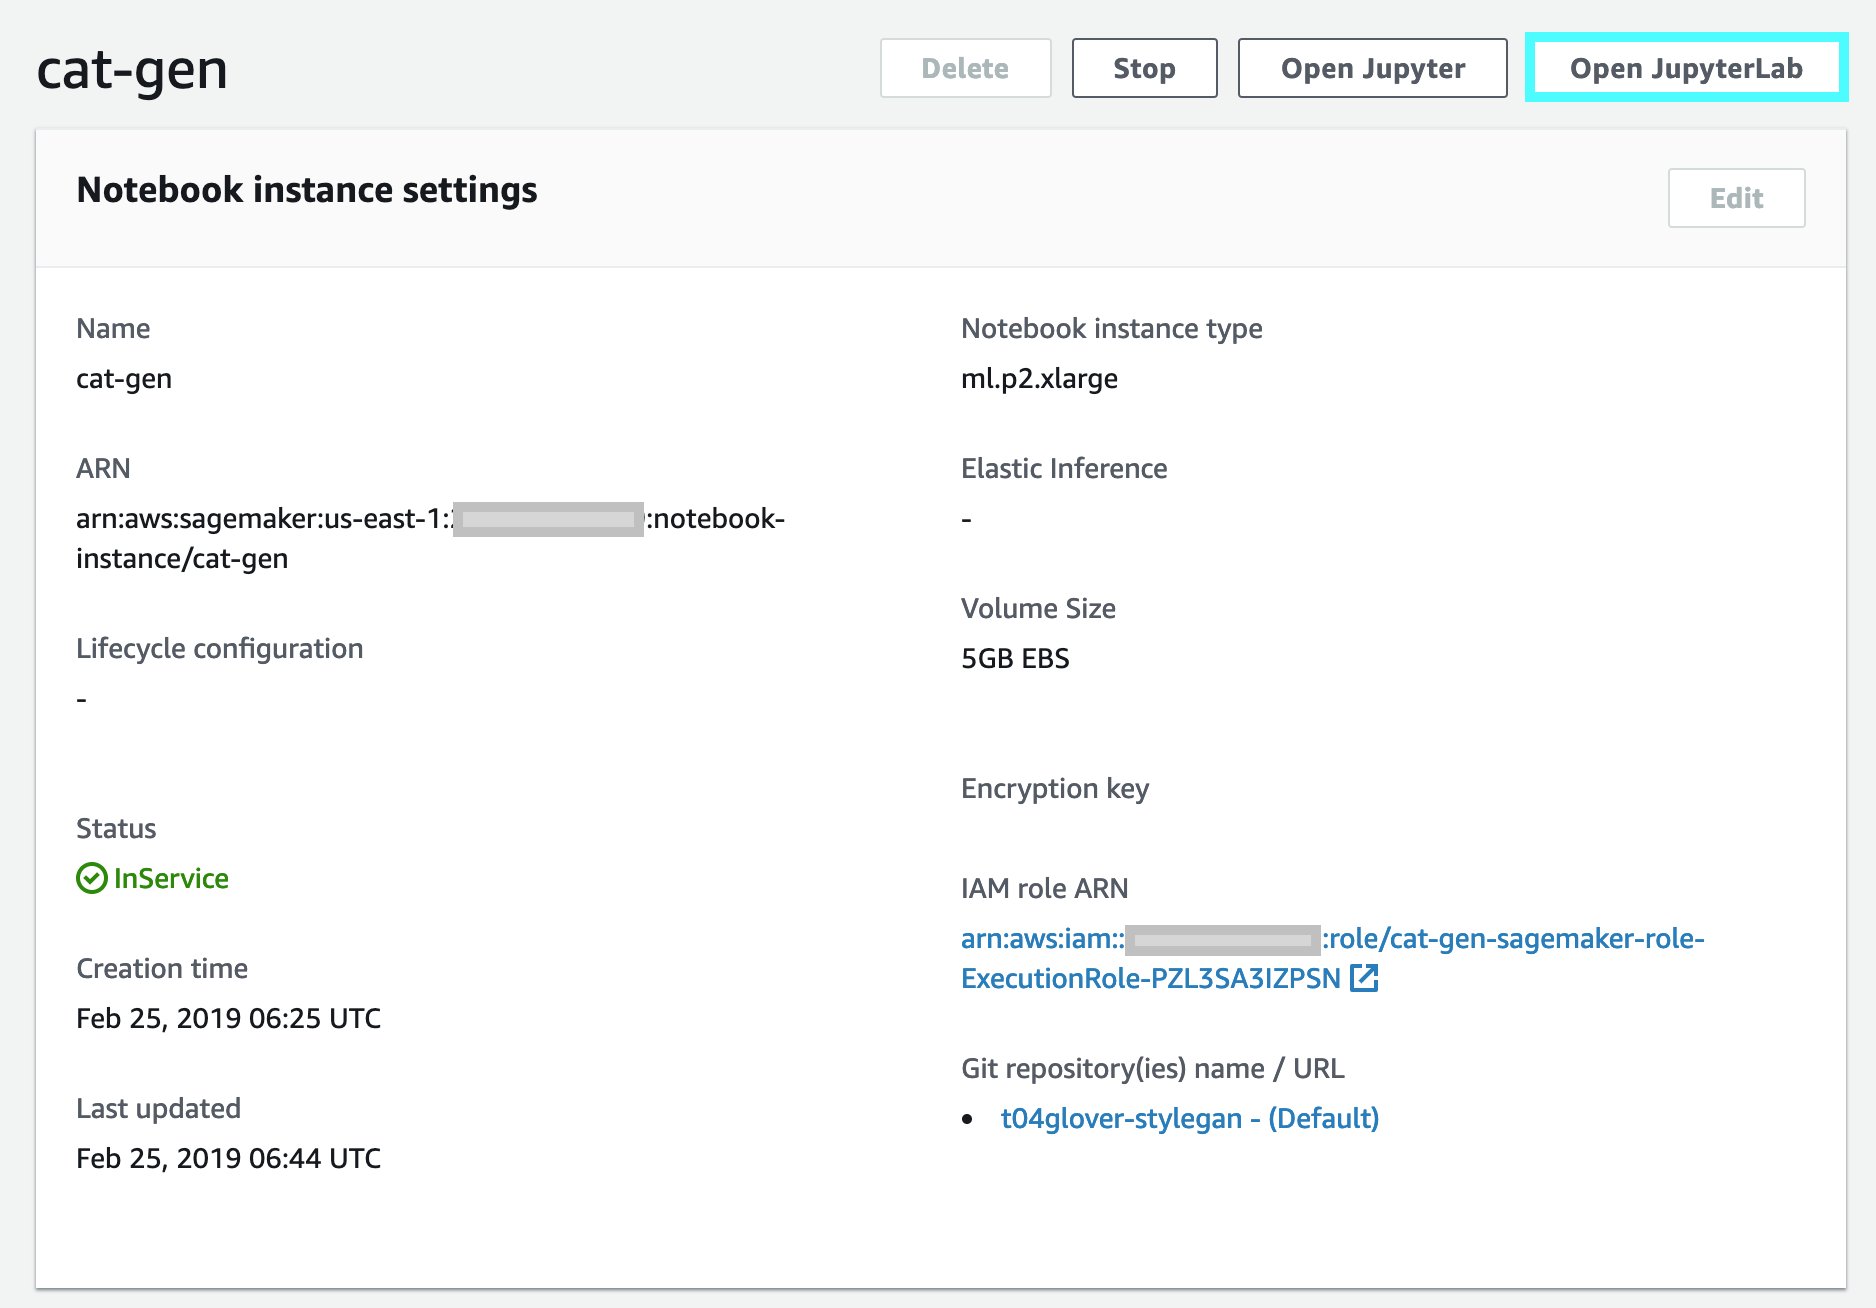 cat-gen
Delete
Stop
Open Jupyter
Open JupyterLab
Notebook instance settings
Edit
Name
cat-gen
ARN
arn:aws:sagemaker:us-east-1: :notebook-
instance/cat-gen
Lifecycle configuration
-
Status
InService
Creation time
Feb 25, 2019 06:25 UTC
Last updated
Feb 25, 2019 06:44 UTC
Notebook instance type
ml.p2.xlarge
Elastic Inference
-
Volume Size
5GB EBS
Encryption key
IAM role ARN
arn:aws:iam:: :role/cat-gen-sagemaker-role-
ExecutionRole-PZL3SA3IZPSN
Git repository(ies) name / URL
• t04glover-stylegan - (Default)